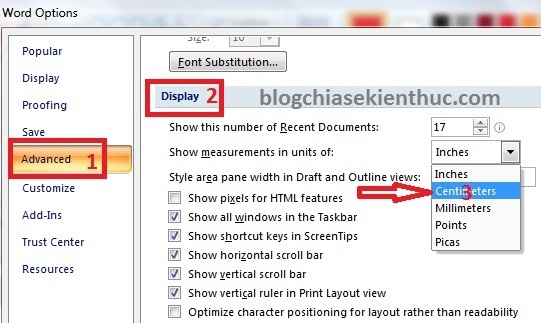 Word Options
Popular
Display
Proofing
Save
Advanced 1
Customize
Add-Ins
Trust Center
Resources
Size: 10
Font Substitution...
Display 2
blogchiasekienthuc.com
Show this number of Recent Documents: 17
Show measurements in units of: Inches
Style area pane width in Draft and Outline views:
Inches
Centimeters 3
Millimeters
Points
Picas
Show pixels for HTML features
Show all windows in the Taskbar
Show shortcut keys in ScreenTips
Show horizontal scroll bar
Show vertical scroll bar
Show vertical ruler in Print Layout view
Optimize character positioning for layout rather than readability